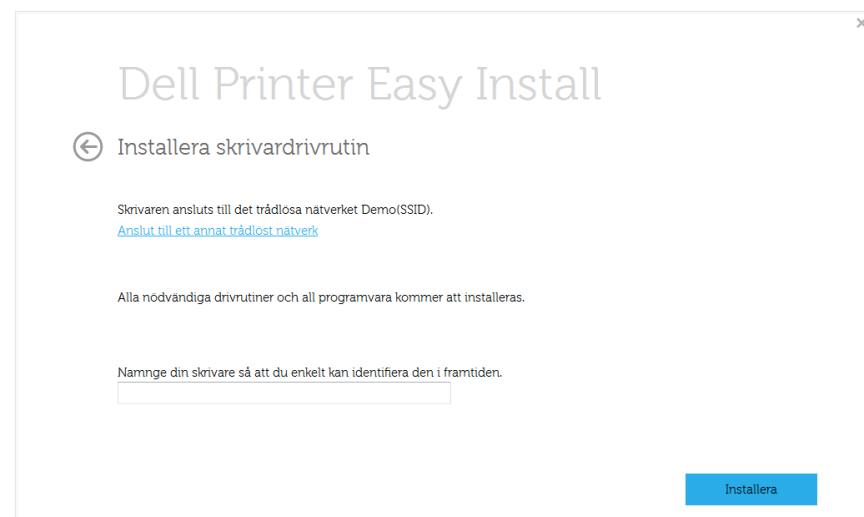 Dell Printer Easy Install
Installera skrivardrivrutin
Skrivaren ansluts till det trådlösa nätverket Demo(SSID).
Anslut till ett annat trådlöst nätverk
Alla nödvändiga drivrutiner och all programvara kommer att installeras.
Namnge din skrivare så att du enkelt kan identifiera den i framtiden.
Installera